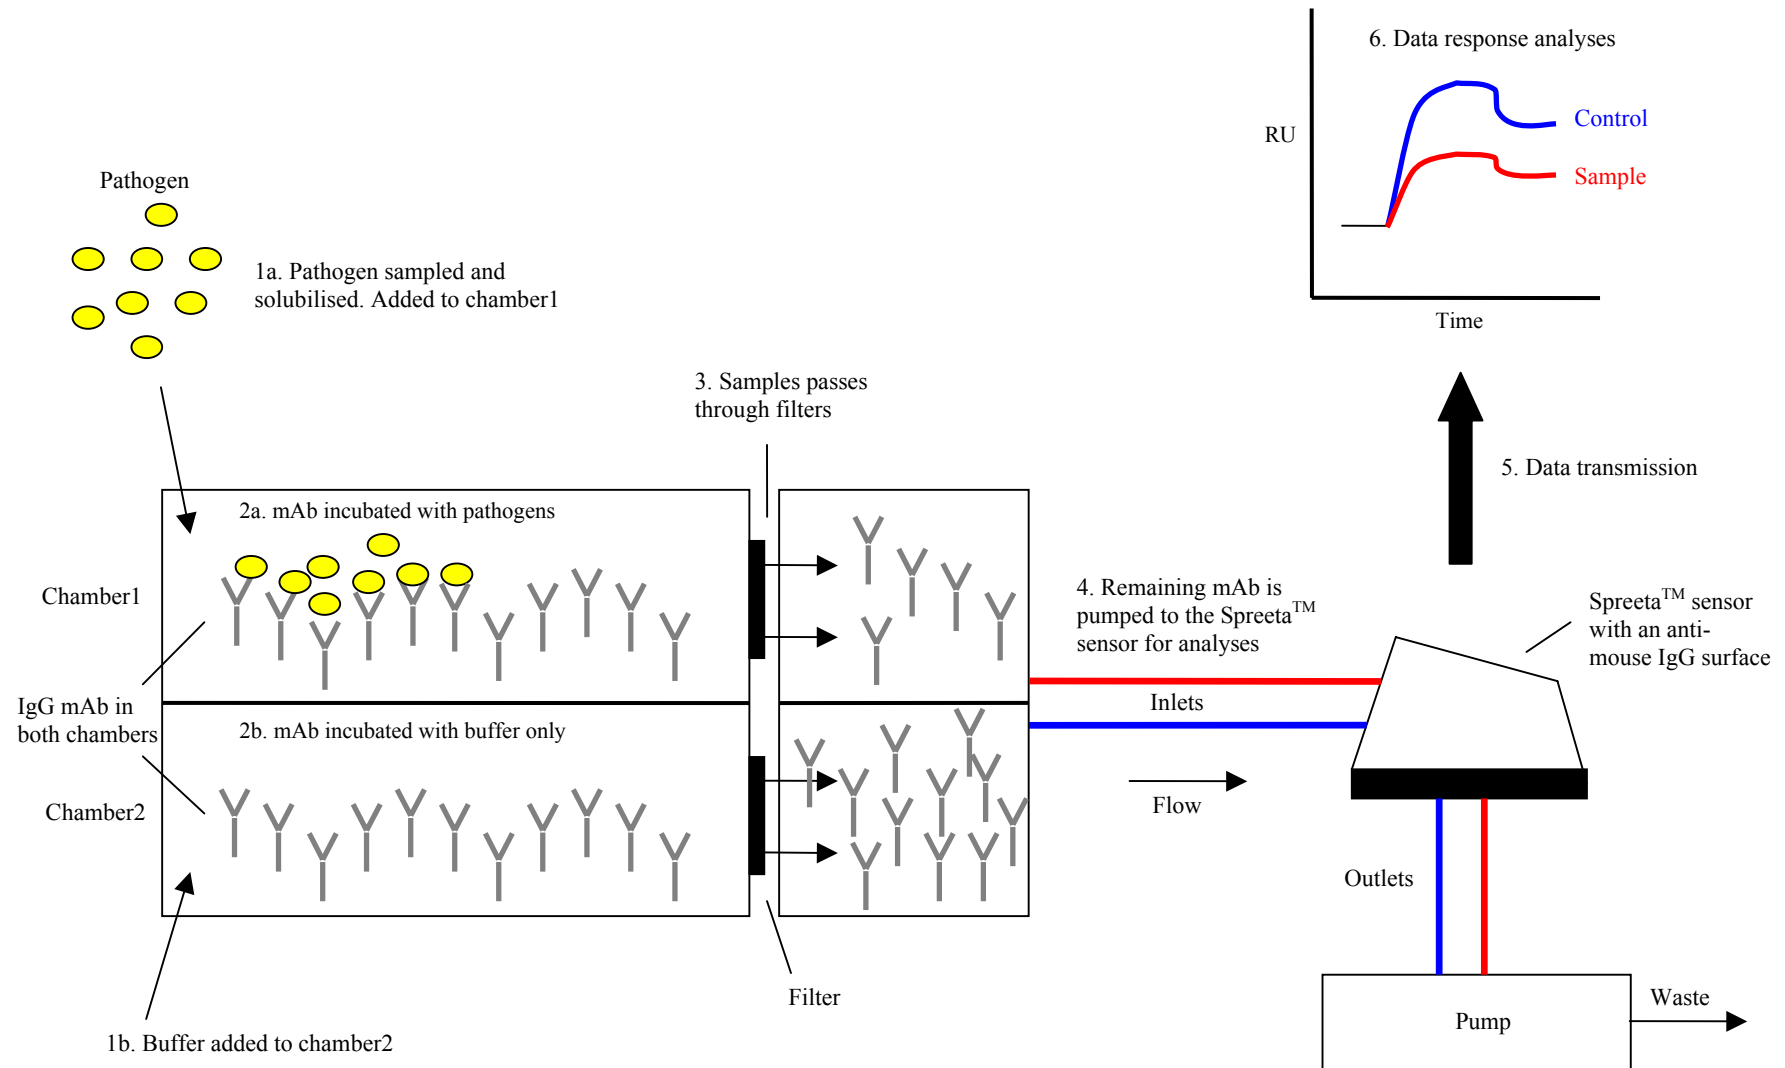 6. Data response analyses
Control
RU
Sample
Time
Pathogen
1a. Pathogen sampled and
solubilised. Added to chamber1
3. Samples passes
through filters
5. Data transmission
2a. mAb incubated with pathogens
Chamber1
4. Remaining mAb is
pumped to the Spreeta™
sensor for analyses
Spreeta™ sensor
with an anti-
mouse IgG surface
IgG mAb in
both chambers
Inlets
2b. mAb incubated with buffer only
Chamber2
Flow
Outlets
Filter
Waste
Pump
1b. Buffer added to chamber2